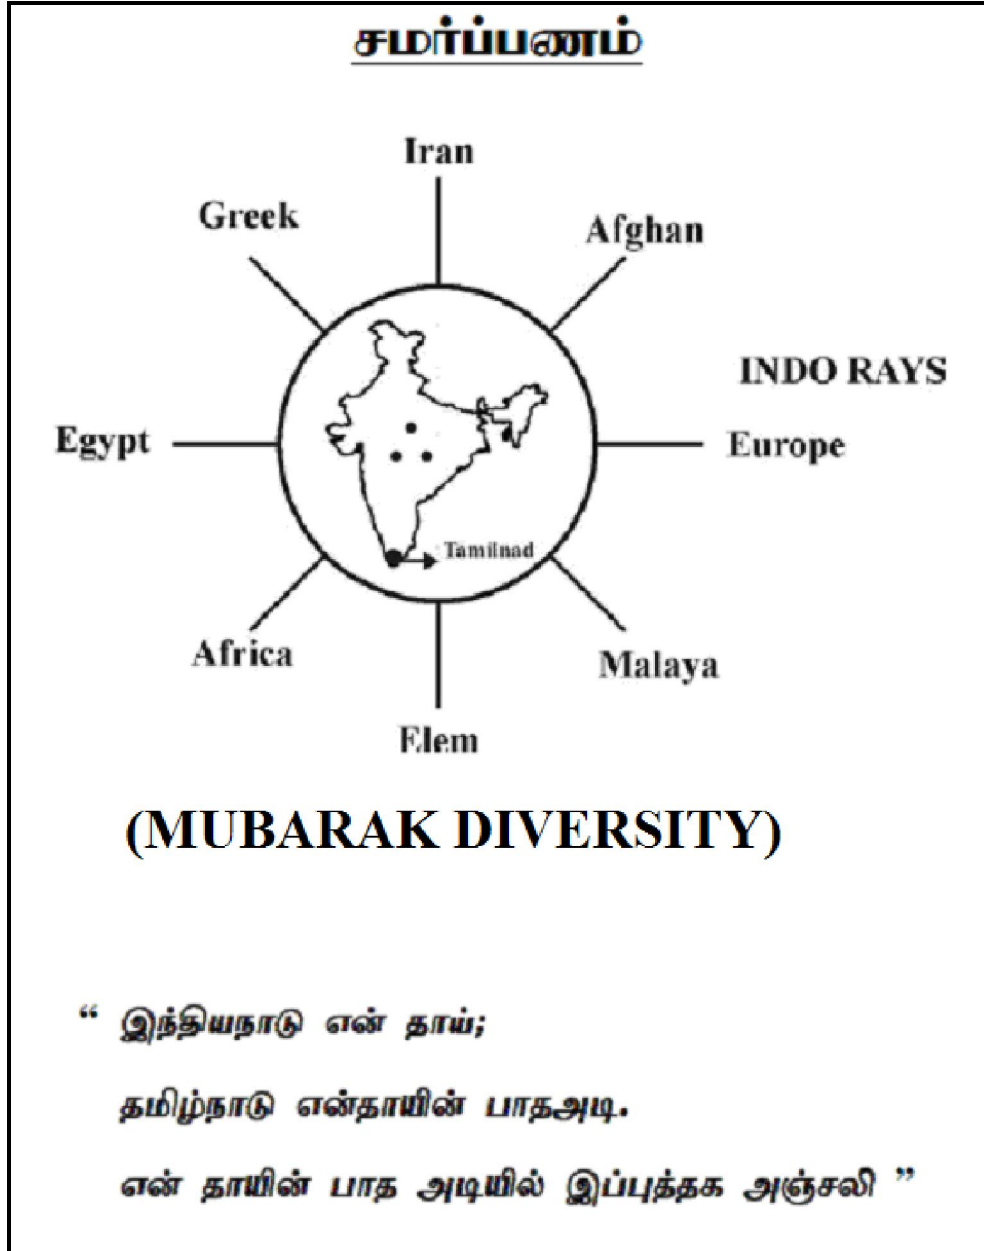 சமர்ப்பணம்
Iran
Greek
Afghan
INDO RAYS
Egypt
Europe
Tamilnad
Africa
Malaya
Elem
(MUBARAK DIVERSITY)
“ இந்தியநாடு என் தாய்;
தமிழ்நாடு என்தாயின் பாதஅடி.
என் தாயின் பாத அடியில் இப்புத்தக அஞ்சலி ”